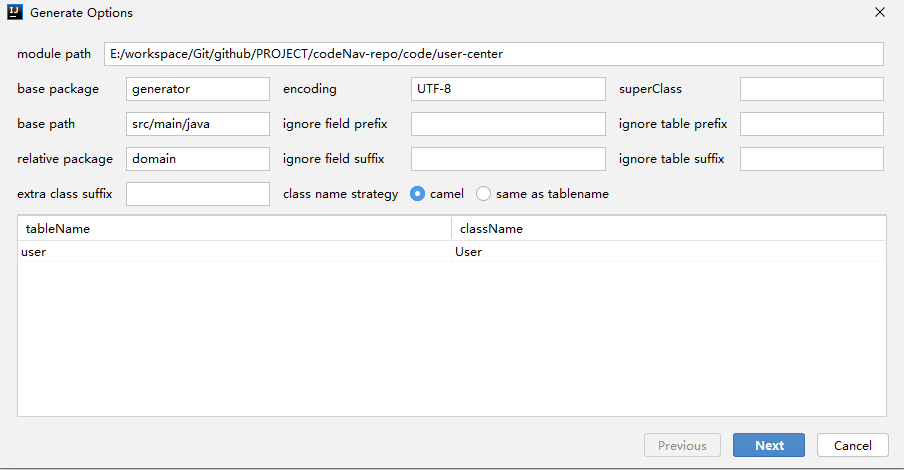 IJ Generate Options
module path E:/workspace/Git/github/PROJECT/codeNav-repo/code/user-center
base package generator encoding UTF-8 superClass
base path src/main/java ignore field prefix ignore table prefix
relative package domain ignore field suffix ignore table suffix
extra class suffix class name strategy camel same as tablename
tableName className
user User
Previous Next Cancel